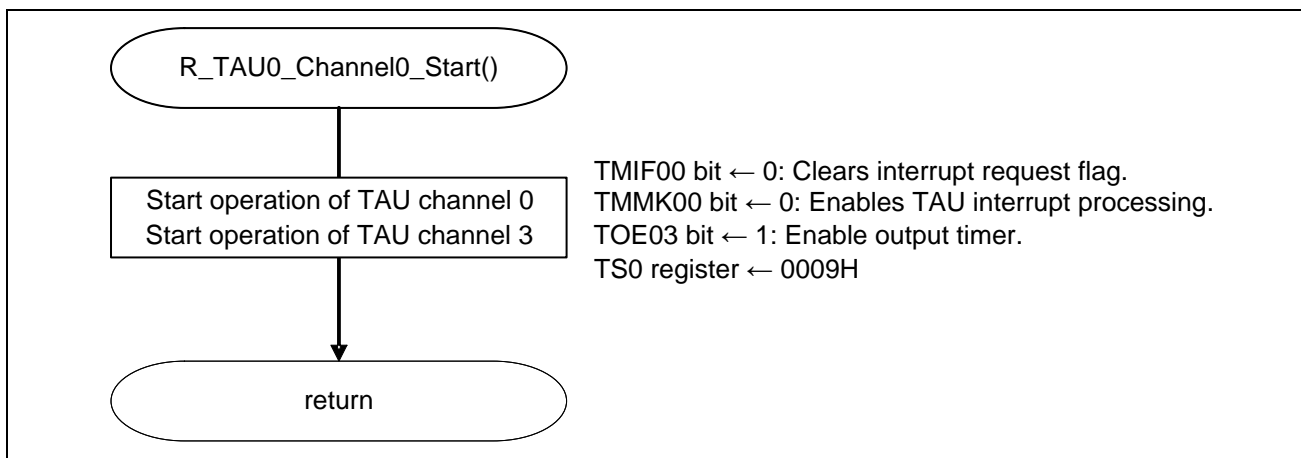 R_TAU0_Channel0_Start()
Start operation of TAU channel 0
Start operation of TAU channel 3
TMIF00 bit ← 0: Clears interrupt request flag.
TMMK00 bit ← 0: Enables TAU interrupt processing.
TOE03 bit ← 1: Enable output timer.
TS0 register ← 0009H
return